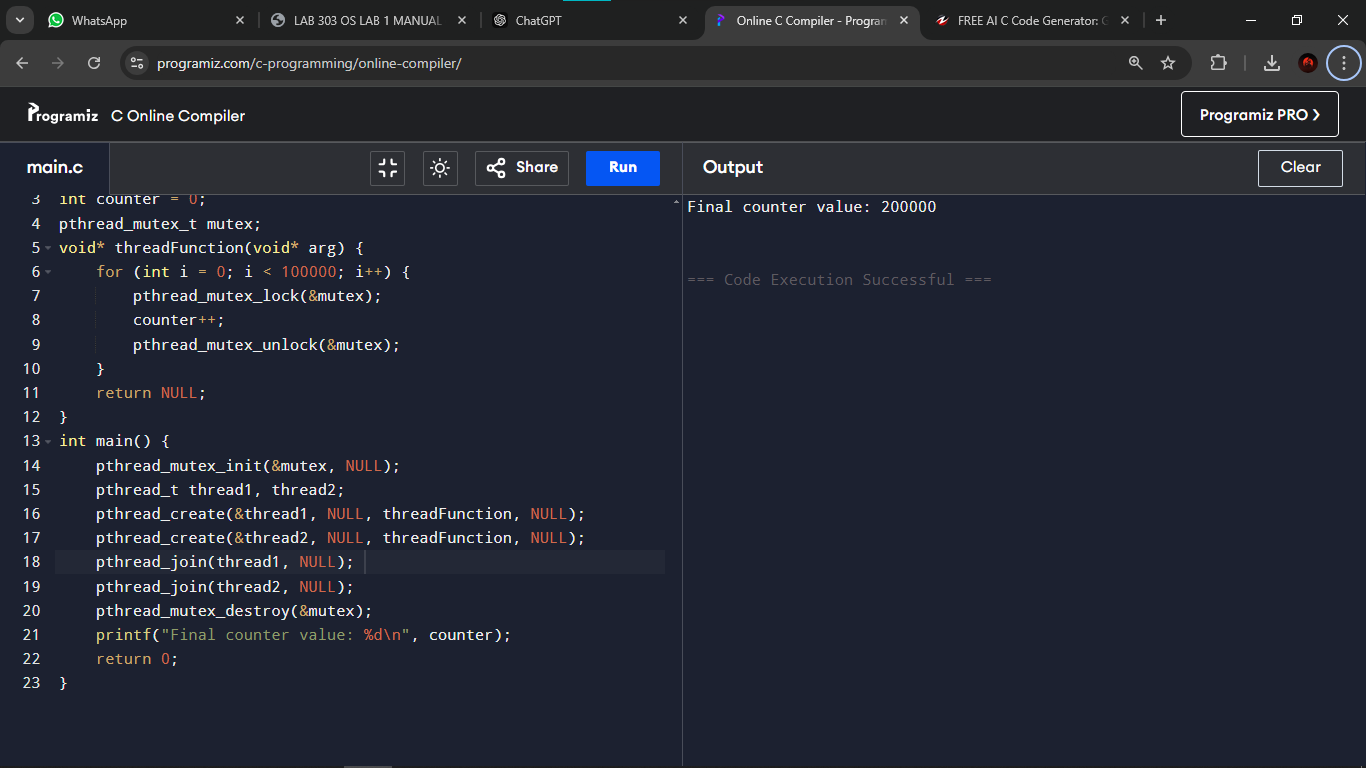 WhatsApp
LAB 303 OS LAB 1 MANUAL
ChatGPT
Online C Compiler - Program
FREE AI C Code Generator: G
programiz.com/c-programming/online-compiler/
Programiz C Online Compiler
Programiz PRO
main.c
Share
Run
Output
Clear
3 int counter = 0;
4 pthread_mutex_t mutex;
5 void* threadFunction(void* arg) {
6 for (int i = 0; i < 100000; i++) {
7 pthread_mutex_lock(&mutex);
8 counter++;
9 pthread_mutex_unlock(&mutex);
10 }
11 return NULL;
12 }
13 int main() {
14 pthread_mutex_init(&mutex, NULL);
15 pthread_t thread1, thread2;
16 pthread_create(&thread1, NULL, threadFunction, NULL);
17 pthread_create(&thread2, NULL, threadFunction, NULL);
18 pthread_join(thread1, NULL);
19 pthread_join(thread2, NULL);
20 pthread_mutex_destroy(&mutex);
21 printf("Final counter value: %d\n", counter);
22 return 0;
23 }
Final counter value: 200000
=== Code Execution Successful ===